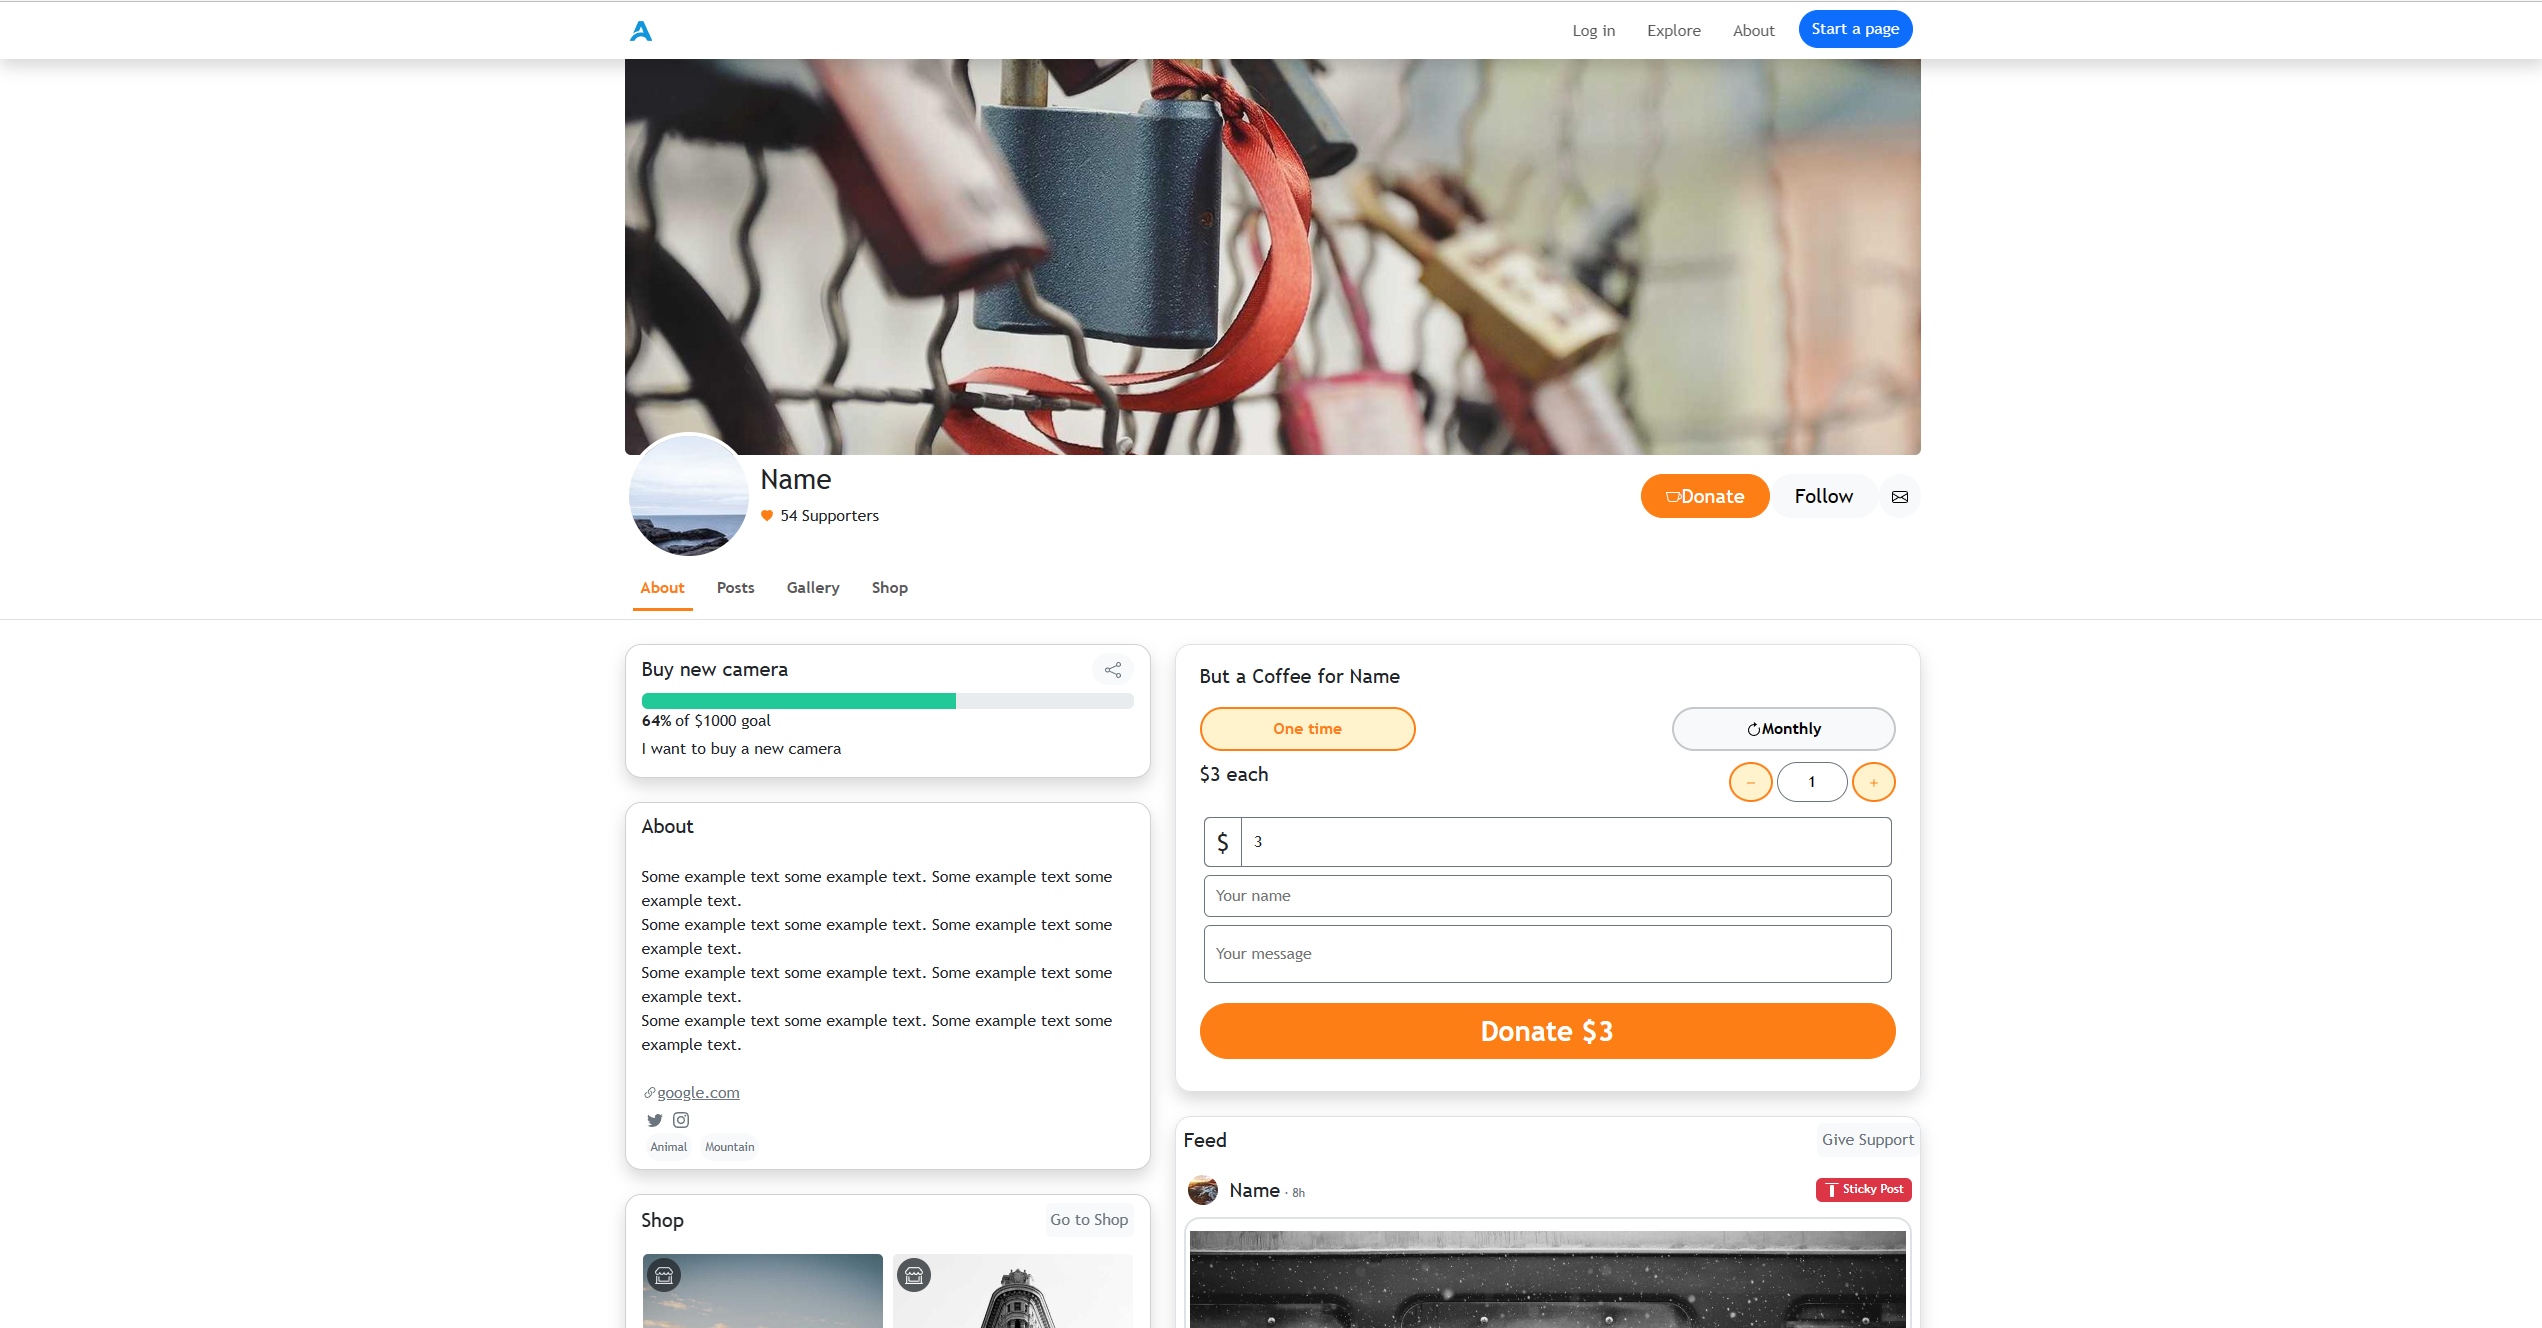 Log in
Explore
About
Start a page
Name
54 Supporters
Donate
Follow
About
Posts
Gallery
Shop
Buy new camera
64% of $1000 goal
I want to buy a new camera
About
Some example text some example text. Some example text some
example text.
Some example text some example text. Some example text some
example text.
Some example text some example text. Some example text some
example text.
Some example text some example text. Some example text some
example text.
google.com
Animal
Mountain
Shop
Go to Shop
But a Coffee for Name
One time
Monthly
$3 each
−
1
+
$
3
Your name
Your message
Donate $3
Feed
Give Support
Name · 8h
Sticky Post